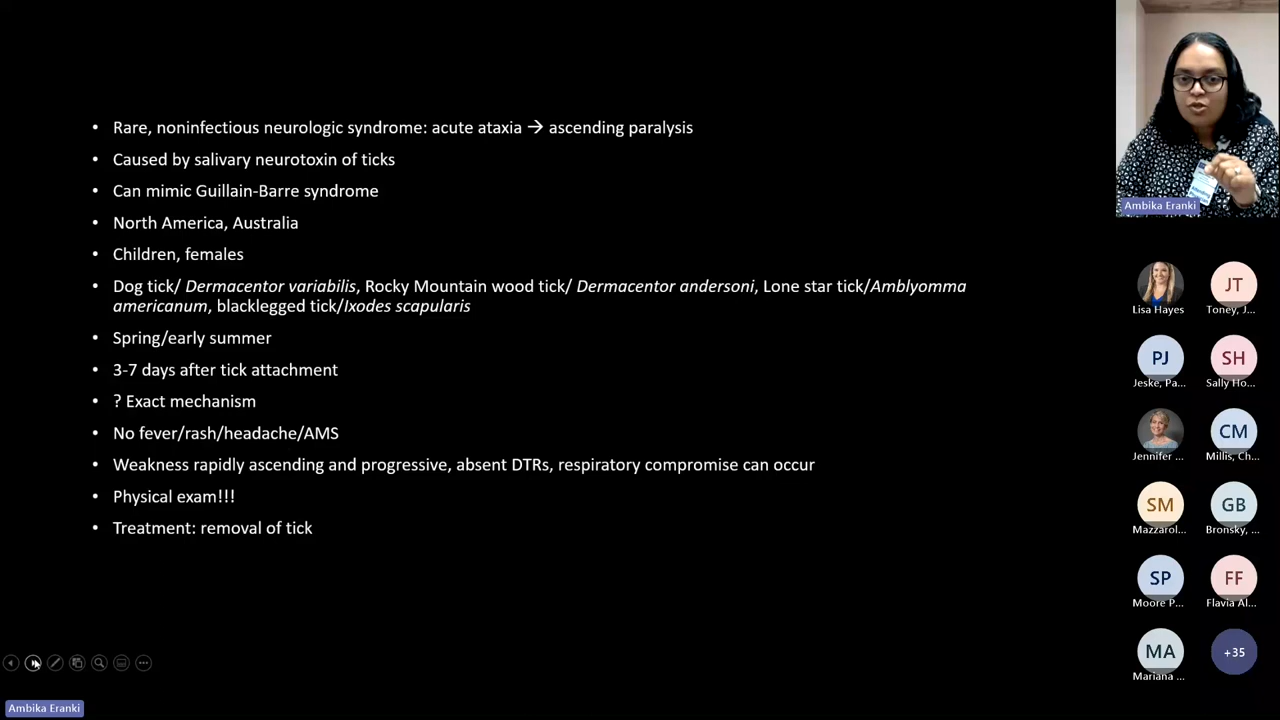 • Rare, noninfectious neurologic syndrome: acute ataxia → ascending paralysis
• Caused by salivary neurotoxin of ticks
• Can mimic Guillain-Barre syndrome
• North America, Australia
• Children, females
• Dog tick/ Dermacentor variabilis, Rocky Mountain wood tick/ Dermacentor andersoni, Lone star tick/Amblyomma
americanum, blacklegged tick/Ixodes scapularis
• Spring/early summer
• 3-7 days after tick attachment
• ? Exact mechanism
• No fever/rash/headache/AMS
• Weakness rapidly ascending and progressive, absent DTRs, respiratory compromise can occur
• Physical exam!!!
• Treatment: removal of tick
Ambika Eranki
Lisa Hayes
JT
Toney, J...
PJ
Jeske, Pa...
SH
Sally Ho...
Jennifer ...
CM
Millis, Ch...
SM
Mazzarol...
GB
Bronsky, ...
SP
Moore P...
FF
Flavia Al...
MA
Mariana ...
+35
Ambika Eranki